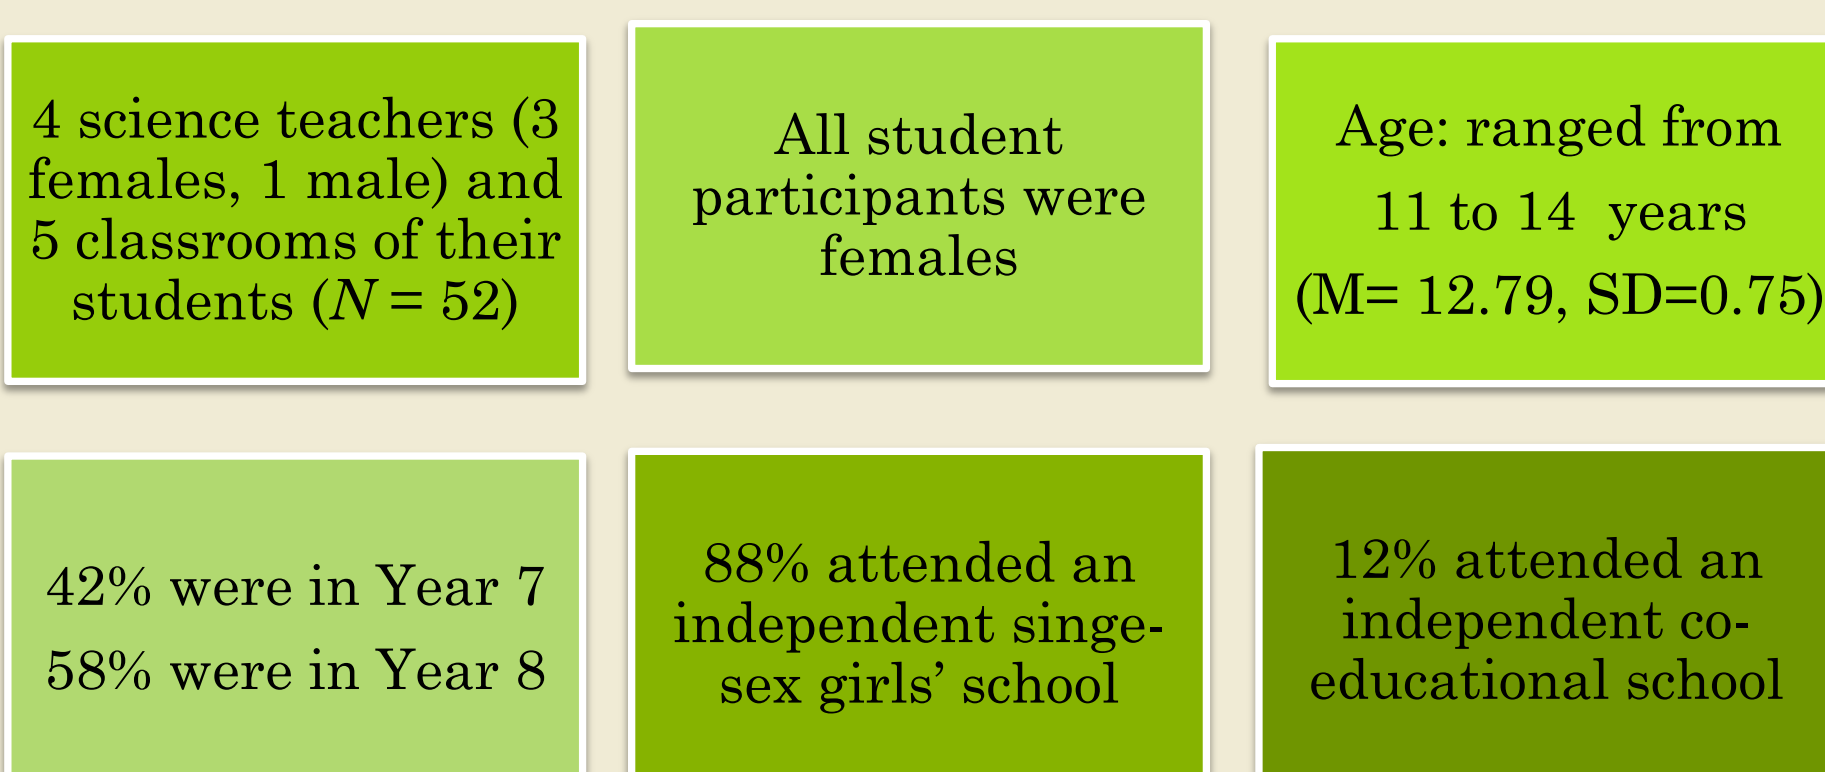 4 science teachers (3
females, 1 male) and
5 classrooms of their
students (N = 52)
All student
participants were
females
Age: ranged from
11 to 14  years
(M= 12.79, SD=0.75)
42% were in Year 7
58% were in Year 8
88% attended an
independent singe-
sex girls’ school
12% attended an
independent co-
educational school